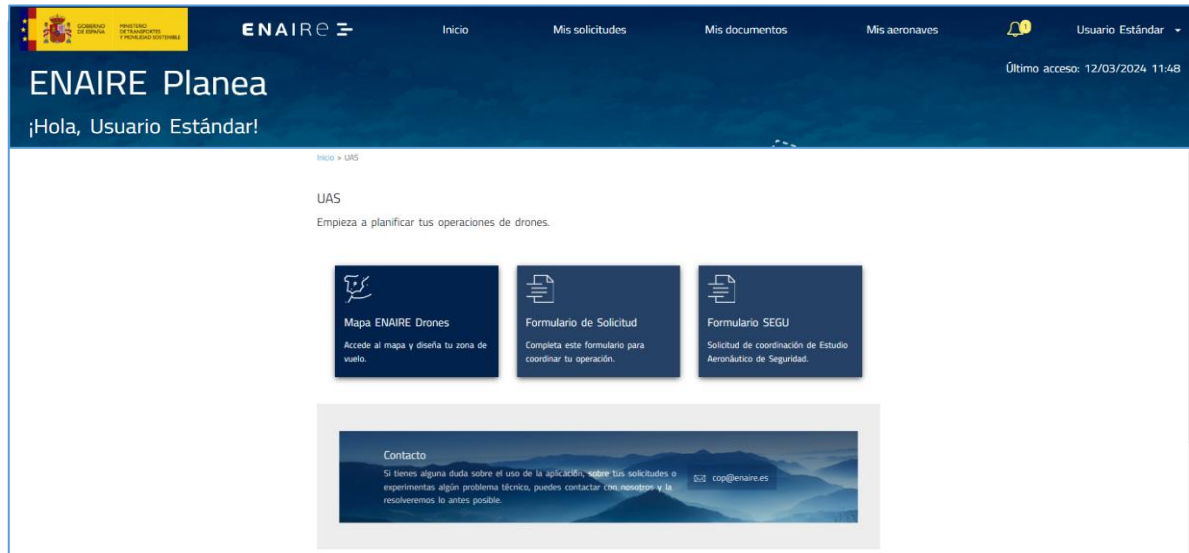 GOBIERNO DE ESPAÑA
MINISTERIO DE TRANSPORTES Y MOVILIDAD SOSTENIBLE
ENAIRe
Inicio
Mis solicitudes
Mis documentos
Mis aeronaves
1
Usuario Estándar
Último acceso: 12/03/2024 11:48
ENAIRE Planea
¡Hola, Usuario Estándar!
Inicio » UAS
UAS
Empieza a planificar tus operaciones de drones.
Mapa ENAIRE Drones
Accede al mapa y diseña tu zona de
vuelo.
Formulario de Solicitud
Completa este formulario para
coordinar tu operación.
Formulario SEGU
Solicitud de coordinación de Estudio
Aeronáutico de Seguridad.
Contacto
Si tienes alguna duda sobre el uso de la aplicación, sobre tus solicitudes o
experimentas algún problema técnico, puedes contactar con nosotros y la
resolveremos lo antes posible.
cop@enaire.es